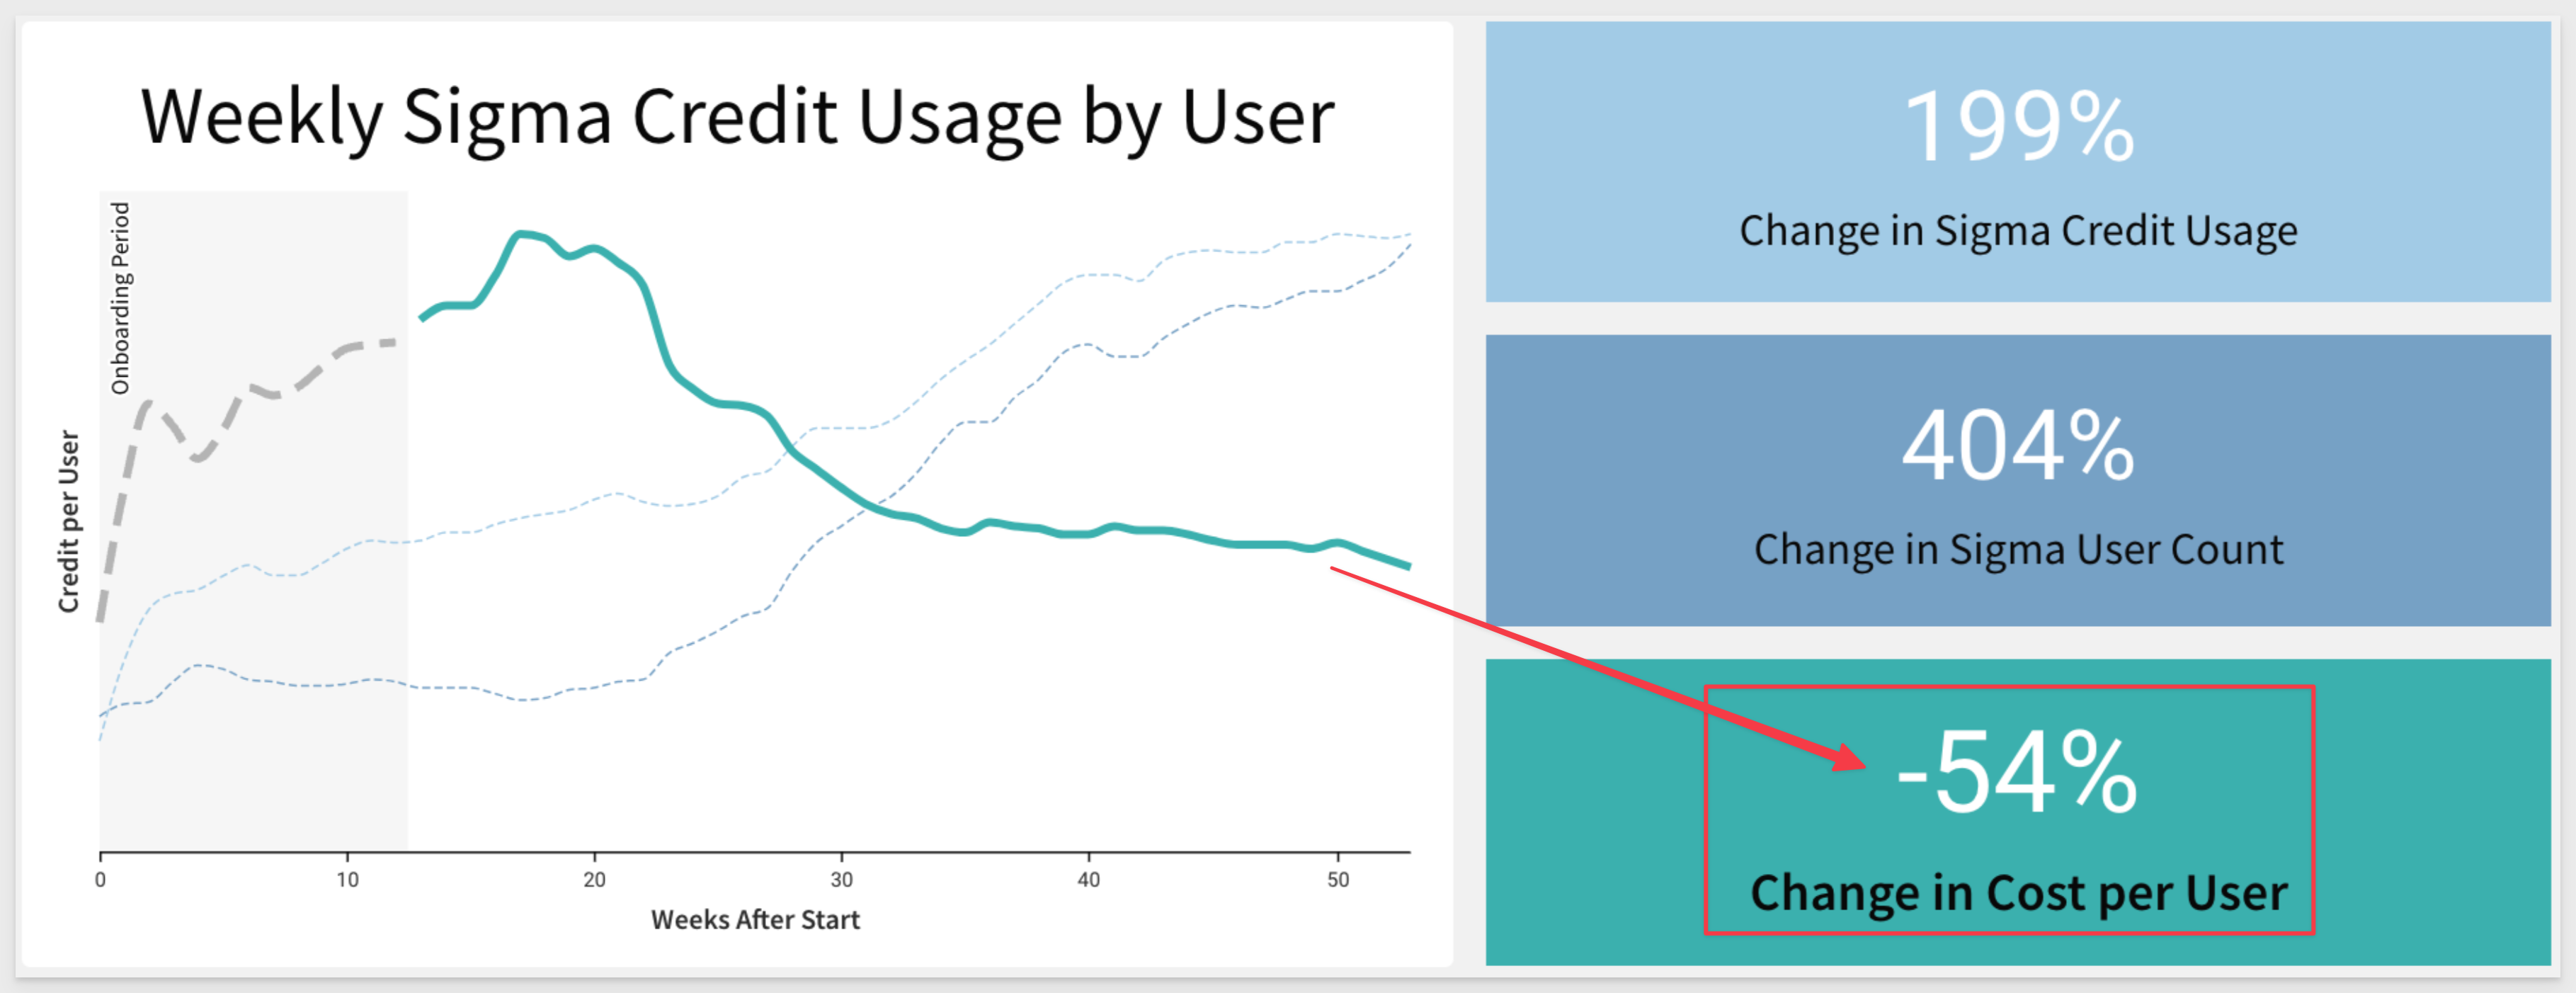 Weekly Sigma Credit Usage by User
Onboarding Period
Credit per User
0 10 20 30 40 50
Weeks After Start
199%
Change in Sigma Credit Usage
404%
Change in Sigma User Count
-54%
Change in Cost per User